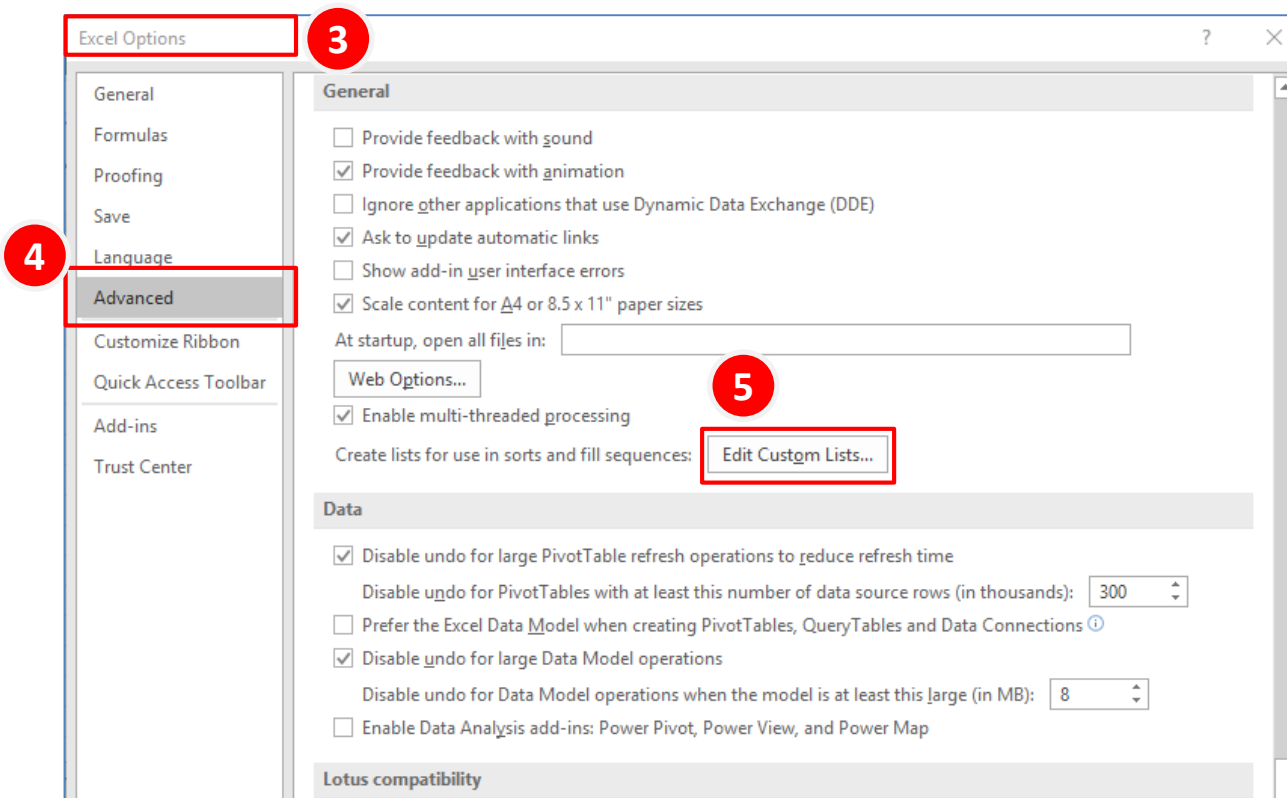 Excel Options
3
?
General
Formulas
Proofing
Save
4
Language
Advanced
Customize Ribbon
Quick Access Toolbar
Add-ins
Trust Center
General
Provide feedback with sound
Provide feedback with animation
Ignore other applications that use Dynamic Data Exchange (DDE)
Ask to update automatic links
Show add-in user interface errors
Scale content for A4 or 8.5 x 11" paper sizes
At startup, open all files in:
Web Options...
5
Enable multi-threaded processing
Create lists for use in sorts and fill sequences: Edit Custom Lists...
Data
Disable undo for large PivotTable refresh operations to reduce refresh time
Disable undo for PivotTables with at least this number of data source rows (in thousands): 300
Prefer the Excel Data Model when creating PivotTables, QueryTables and Data Connections
Disable undo for large Data Model operations
Disable undo for Data Model operations when the model is at least this large (in MB): 8
Enable Data Analysis add-ins: Power Pivot, Power View, and Power Map
Lotus compatibility